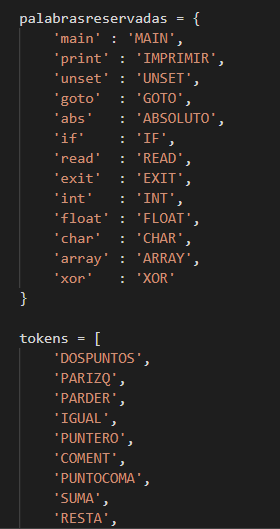 palabrasreservadas = {
    'main' : 'MAIN',
    'print' : 'IMPRIMIR',
    'unset' : 'UNSET',
    'goto'  : 'GOTO',
    'abs'   : 'ABSOLUTO',
    'if'    : 'IF',
    'read'  : 'READ',
    'exit'  : 'EXIT',
    'int'   : 'INT',
    'float' : 'FLOAT',
    'char'  : 'CHAR',
    'array' : 'ARRAY',
    'xor'   : 'XOR'
}
tokens = [
    'DOSPUNTOS',
    'PARIZQ',
    'PARDER',
    'IGUAL',
    'PUNTERO',
    'COMENT',
    'PUNTOCOMA',
    'SUMA',
    'RESTA',